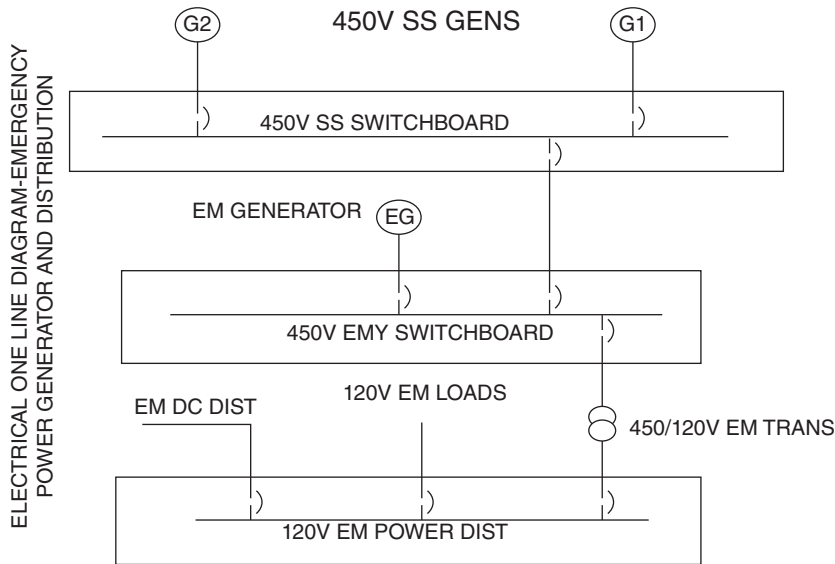 ELECTRICAL ONE LINE DIAGRAM-EMERGENCY
POWER GENERATOR AND DISTRIBUTION
G2
450V SS GENS
G1
450V SS SWITCHBOARD
EM GENERATOR
EG
450V EMY SWITCHBOARD
120V EM LOADS
EM DC DIST
450/120V EM TRANS
120V EM POWER DIST